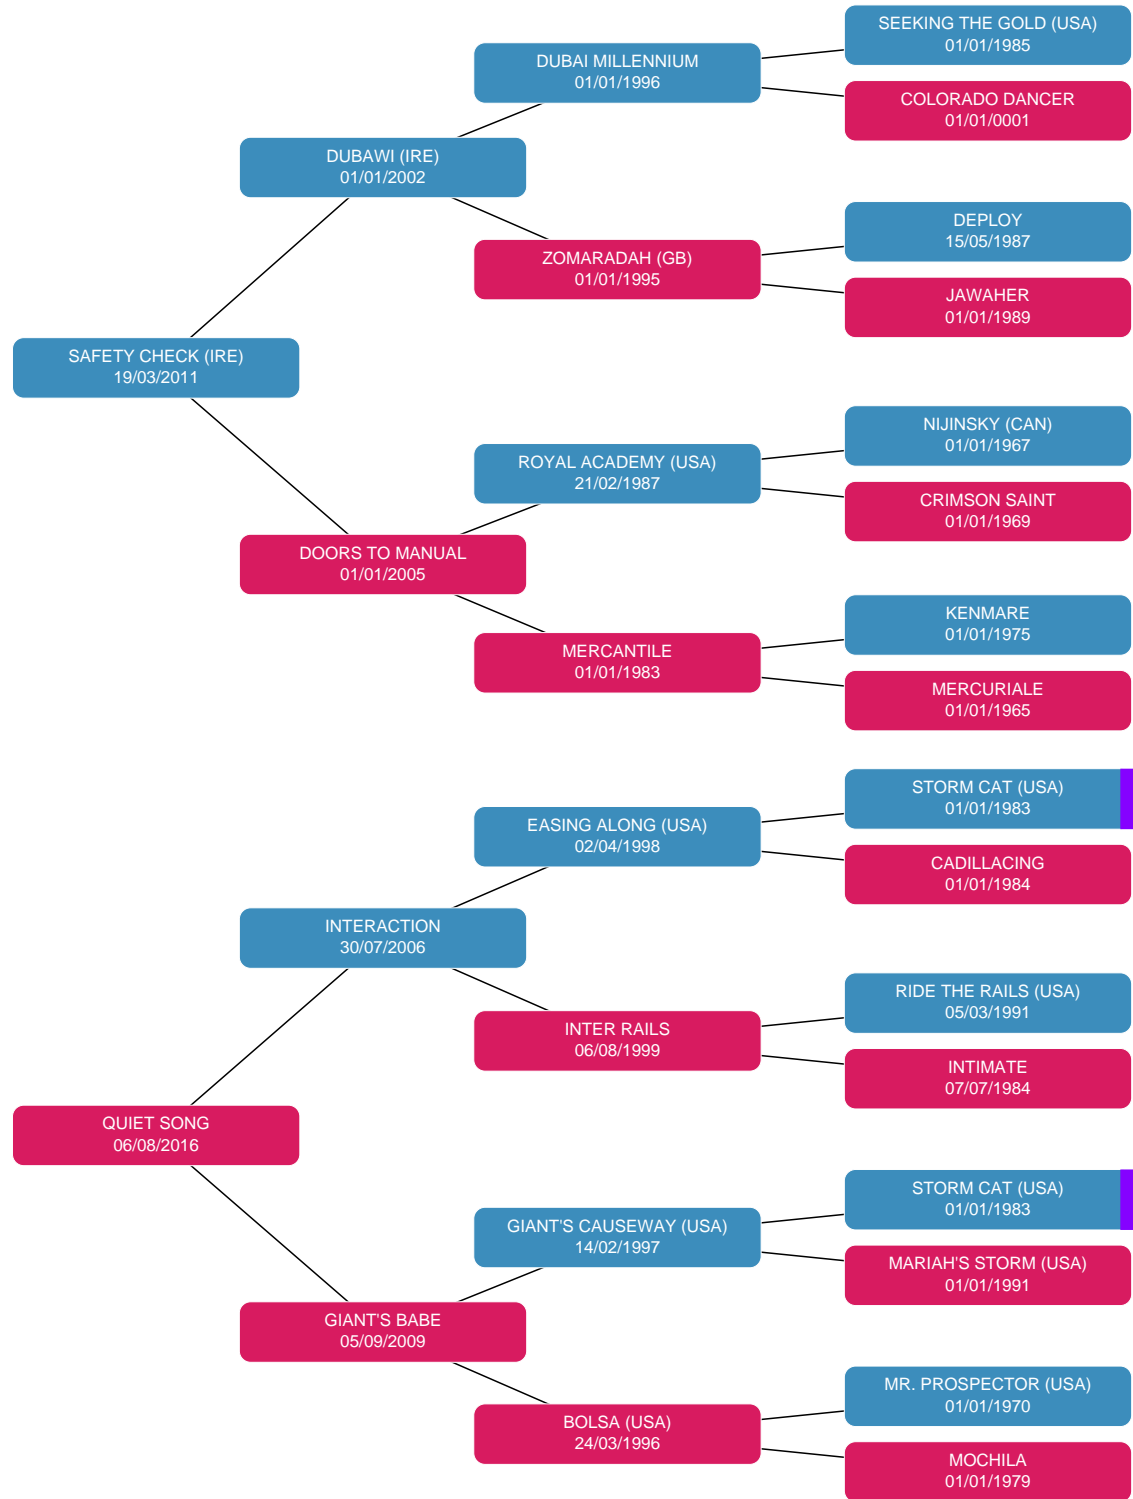 SEEKING THE GOLD (USA)
01/01/1985
DUBAI MILLENNIUM
01/01/1996
COLORADO DANCER
01/01/0001
DUBAWI (IRE)
01/01/2002
DEPLOY
15/05/1987
ZOMARADAH (GB)
01/01/1995
JAWAHER
01/01/1989
SAFETY CHECK (IRE)
19/03/2011
NIJINSKY (CAN)
01/01/1967
ROYAL ACADEMY (USA)
21/02/1987
CRIMSON SAINT
01/01/1969
DOORS TO MANUAL
01/01/2005
KENMARE
01/01/1975
MERCANTILE
01/01/1983
MERCURIALE
01/01/1965
STORM CAT (USA)
01/01/1983
EASING ALONG (USA)
02/04/1998
CADILLACING
01/01/1984
INTERACTION
30/07/2006
RIDE THE RAILS (USA)
05/03/1991
INTER RAILS
06/08/1999
INTIMATE
07/07/1984
QUIET SONG
06/08/2016
STORM CAT (USA)
01/01/1983
GIANT'S CAUSEWAY (USA)
14/02/1997
MARIAH'S STORM (USA)
01/01/1991
GIANT'S BABE
05/09/2009
MR. PROSPECTOR (USA)
01/01/1970
BOLSA (USA)
24/03/1996
MOCHILA
01/01/1979